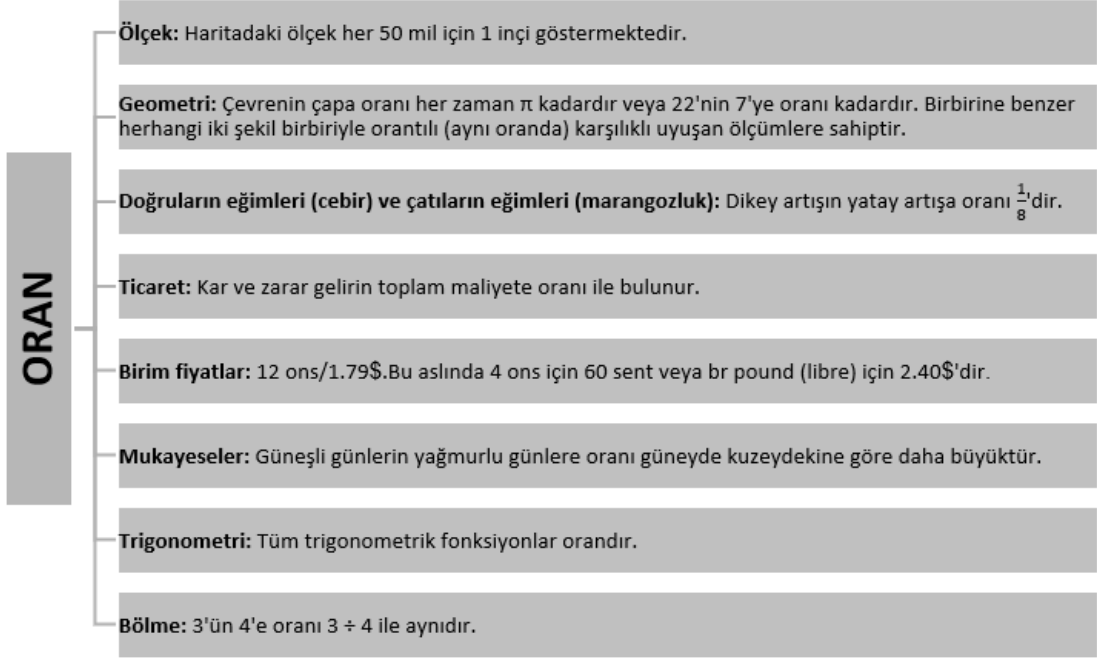 ORAN
Ölçek: Haritadaki ölçek her 50 mil için 1 inçi göstermektedir.
Geometri: Çevrenin çapa oranı her zaman π kadardır veya 22'nin 7'ye oranı kadardır. Birbirine benzer
herhangi iki şekil birbiriyle orantılı (aynı oranda) karşılıklı uyuşan ölçümlere sahiptir.
Doğruların eğimleri (cebir) ve çatıların eğimleri (marangozluk): Dikey artışın yatay artışa oranı 1/8'dir.
Ticaret: Kar ve zarar gelirin toplam maliyete oranı ile bulunur.
Birim fiyatlar: 12 ons/1.79$.Bu aslında 4 ons için 60 sent veya br pound (libre) için 2.40$'dir.
Mukayeseler: Güneşli günlerin yağmurlu günlere oranı güneyde kuzeydekine göre daha büyüktür.
Trigonometri: Tüm trigonometrik fonksiyonlar orandır.
Bölme: 3'ün 4'e oranı 3 ÷ 4 ile aynıdır.